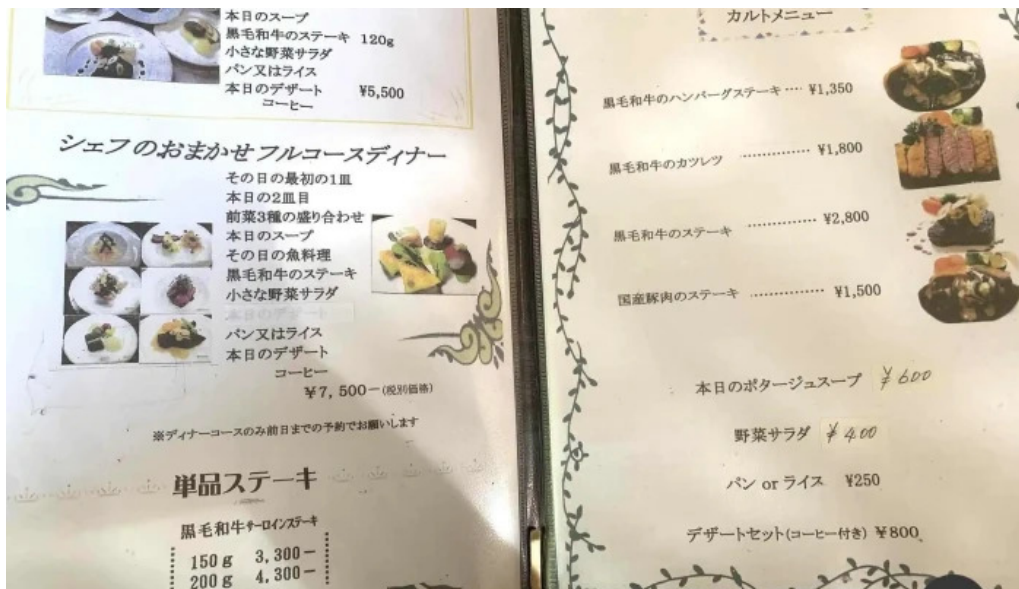 本日のスープ
黒毛和牛のステーキ 120g
小さな野菜サラダ
パン又はライス
本日のデザート ¥5,500
コーヒー
シェフのおまかせフルコースディナー
その日の最初の1皿
本日の2皿目
前菜3種の盛り合わせ
本日のスープ
その日の魚料理
黒毛和牛のステーキ
小さな野菜サラダ
本日のデザート
パン又はライス
本日のデザート
コーヒー
¥7,500−(税別価格)
※ディナーコースのみ前日までの予約でお願いします
単品ステーキ
黒毛和牛サーロインステーキ
150g 3,300−
200g 4,300−
カルトメニュー
黒毛和牛のハンバーグステーキ ···· ¥1,350
黒毛和牛のカツレツ ············ ¥1,800
黒毛和牛のステーキ ············ ¥2,800
国産豚肉のステーキ ············· ¥1,500
本日のポタージュスープ ¥600
野菜サラダ ¥400
パン or ライス ¥250
デザートセット(コーヒー付き) ¥800